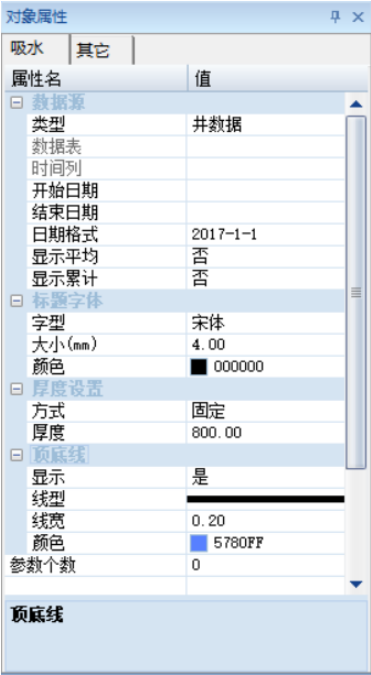 对象属性
吸水 其它
属性名 值
数据源
类型 井数据
数据表
时间列
开始日期
结束日期
日期格式 2017-1-1
显示平均 否
显示累计 否
标题字体
字型 宋体
大小(mm) 4.00
颜色 000000
厚度设置
方式 固定
厚度 800.00
顶底线
显示 是
线型
线宽 0.20
颜色 5780FF
参数个数 0
顶底线